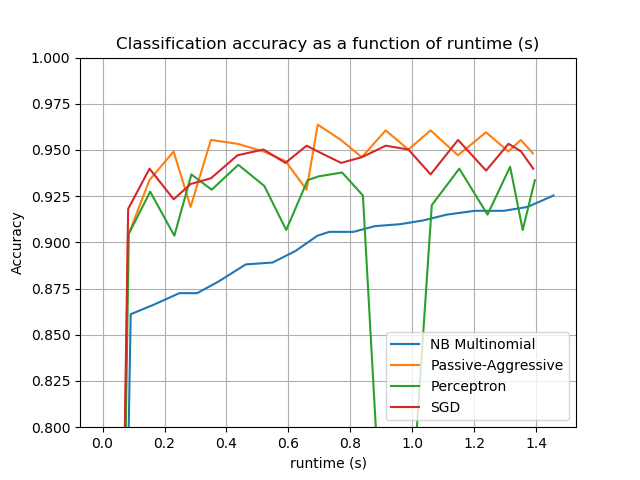 Classification accuracy as a function of runtime (s)
1.000
0.975
0.950
0.925
0.900
0.875
0.850
0.825
0.800
Accuracy
NB Multinomial
Passive-Aggressive
Perceptron
SGD
0.0 0.2 0.4 0.6 0.8 1.0 1.2 1.4
runtime (s)